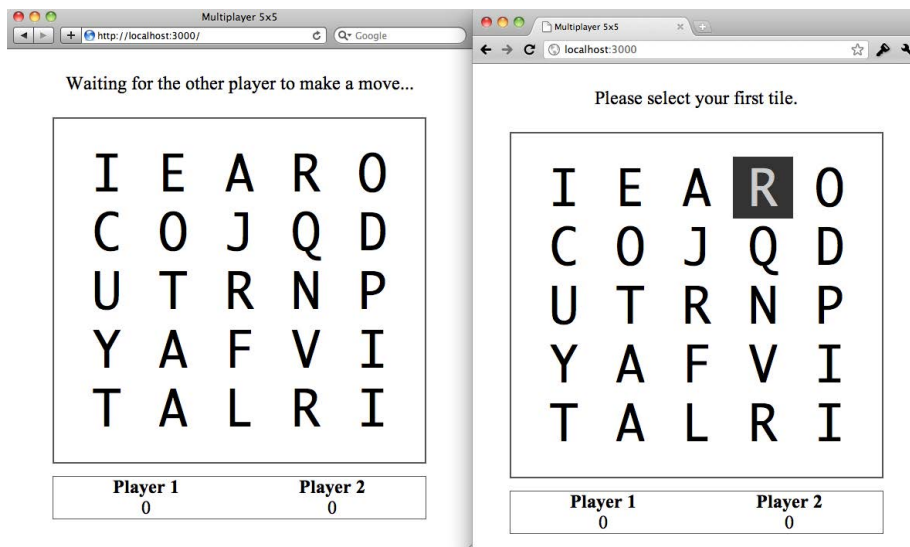 Multiplayer 5x5
http://localhost:3000/
Google
Waiting for the other player to make a move...
I E A R O
C O J Q D
U T R N P
Y A F V I
T A L R I
Player 1 Player 2
0 0
Multiplayer 5x5
localhost:3000
Please select your first tile.
I E A R O
C O J Q D
U T R N P
Y A F V I
T A L R I
Player 1 Player 2
0 0